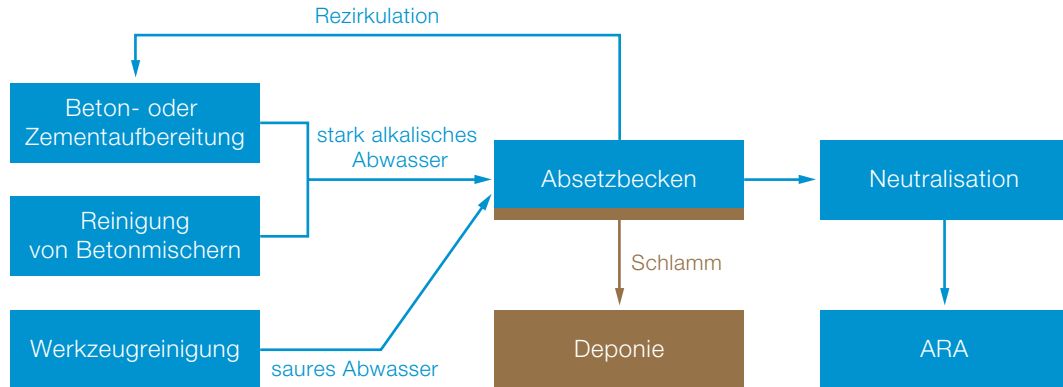 Rezirkulation
Beton- oder
Zementaufbereitung
stark alkalisches
Abwasser
Absetzbecken
Neutralisation
Reinigung
von Betonmischern
Schlamm
Werkzeugreinigung
saures Abwasser
Deponie
ARA